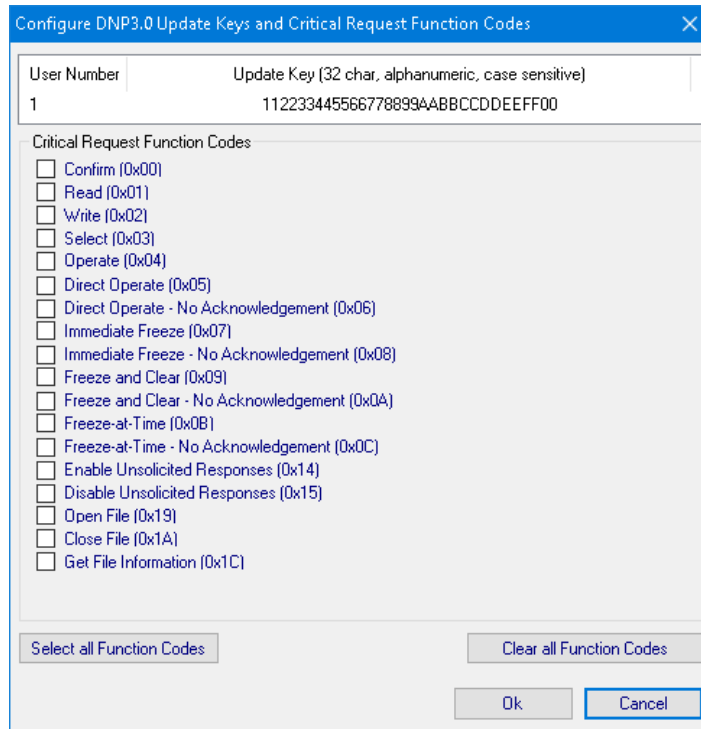 Configure DNP3.0 Update Keys and Critical Request Function Codes
User Number Update Key (32 char, alphanumeric, case sensitive)
1 112233445566778899AABBCCDDEEFF00
Critical Request Function Codes
Confirm (0x00)
Read (0x01)
Write (0x02)
Select (0x03)
Operate (0x04)
Direct Operate (0x05)
Direct Operate - No Acknowledgement (0x06)
Immediate Freeze (0x07)
Immediate Freeze - No Acknowledgement (0x08)
Freeze and Clear (0x09)
Freeze and Clear - No Acknowledgement (0x0A)
Freeze-at-Time (0x0B)
Freeze-at-Time - No Acknowledgement (0x0C)
Enable Unsolicited Responses (0x14)
Disable Unsolicited Responses (0x15)
Open File (0x19)
Close File (0x1A)
Get File Information (0x1C)
Select all Function Codes Clear all Function Codes
Ok Cancel